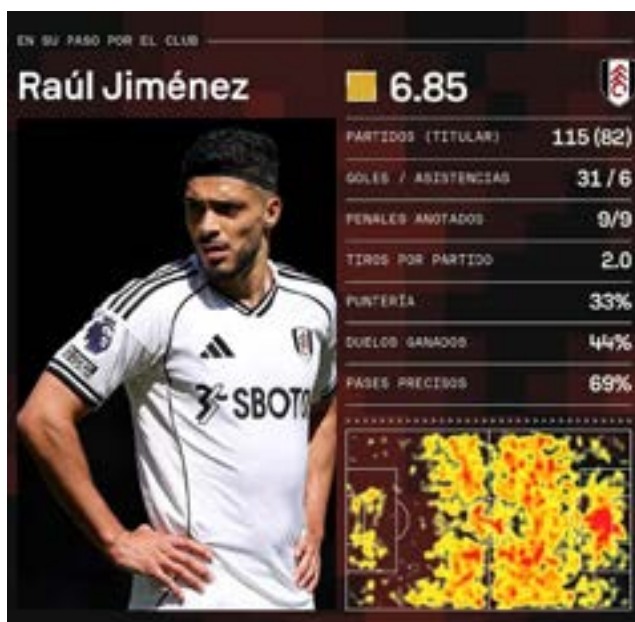 EN SU PASO POR EL CLUB
Raúl Jiménez
6.85
PARTIDOS (TITULAR) 115 (82)
GOLES / ASISTENCIAS 31 / 6
PENALES ANOTADOS 9/9
TIROS POR PARTIDO 2.0
PUNTERÍA 33%
DUELOS GANADOS 44%
PASES PRECISOS 69%
SBOT